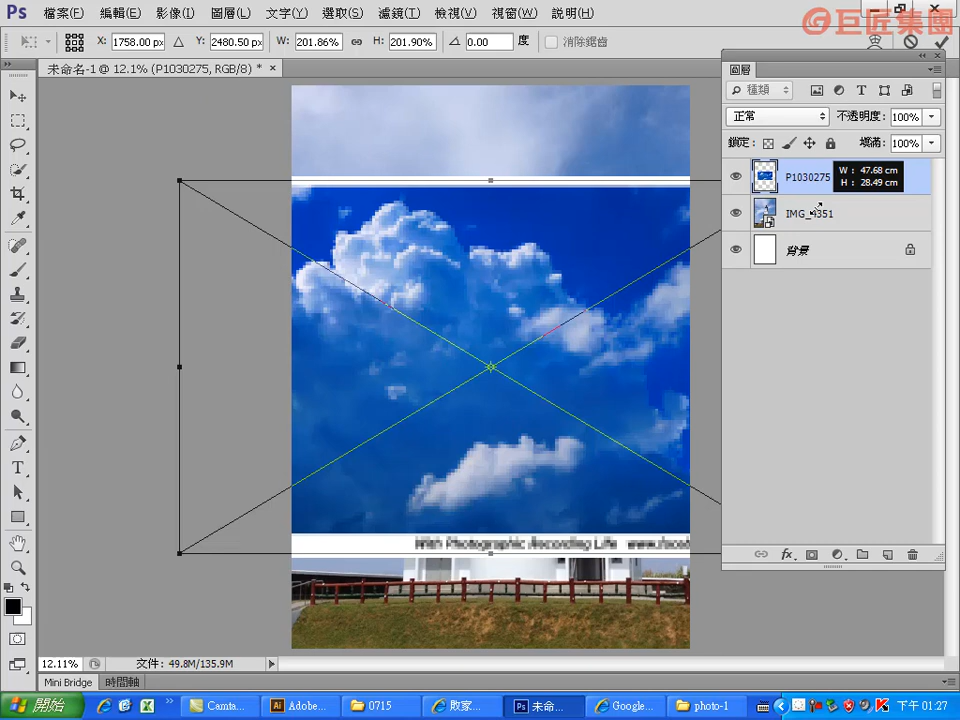 Ps 檔案(F) 編輯(E) 影像(I) 圖層(L) 文字(Y) 選取(S) 濾鏡(T) 檢視(V) 視窗(W) 說明(H)
巨匠集團
X: 1758.00 px Y: 2480.50 px W: 201.86% H: 201.90% 0.00 度 消除鋸齒
未命名-1 @ 12.1% (P1030275, RGB/8) * ×
圖層
種類
正常 不透明度: 100%
鎖定: 填滿: 100%
P1030275
W : 47.68 cm
H : 28.49 cm
IMG_4351
背景
With Photographic Recording Life
fx
12.11% 文件: 49.8M/135.9M
Mini Bridge 時間軸
開始 Camta... Adobe... 0715 敗家... 未命... Google... photo-1 下午 01:27